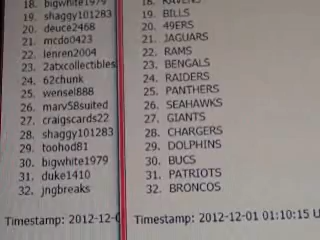 18. bigwhite1979 18. RAVENS
19. shaggy101283 19. BILLS
20. deuce2468 20. 49ERS
21. mcdo0423 21. JAGUARS
22. lenren2004 22. RAMS
23. 2atxcollectibles 23. BENGALS
24. 62chunk 24. RAIDERS
25. wensel888 25. PANTHERS
26. marv58suited 26. SEAHAWKS
27. craigscards22 27. GIANTS
28. shaggy101283 28. CHARGERS
29. toohod81 29. DOLPHINS
30. bigwhite1979 30. BUCS
31. duke1410 31. PATRIOTS
32. jngbreaks 32. BRONCOS
Timestamp: 2012-12-0 Timestamp: 2012-12-01 01:10:15 U